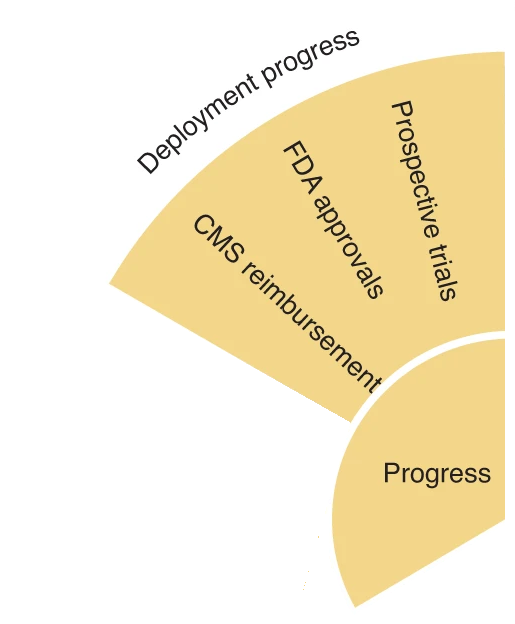 Deployment progress
CMS reimbursement
FDA approvals
Prospective trials
Progress